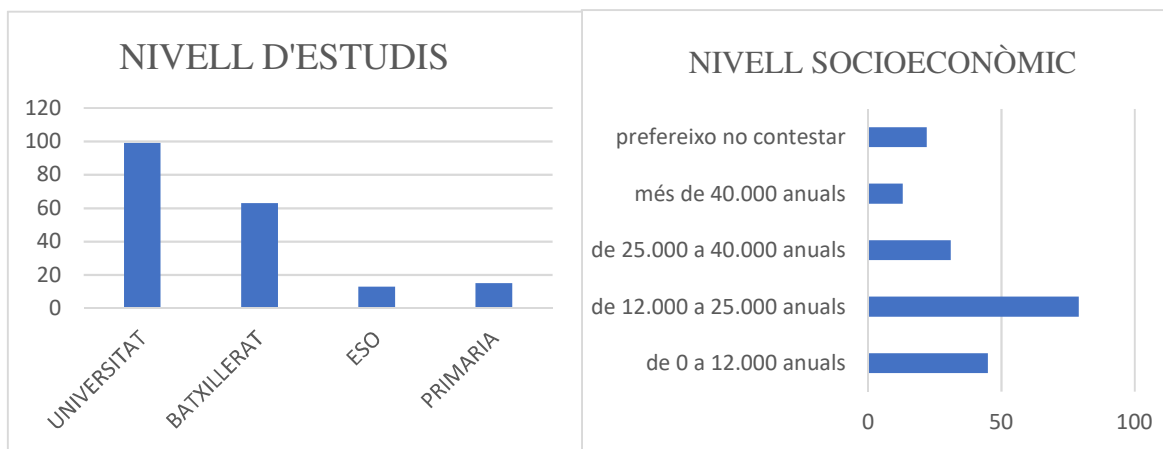 NIVELL D'ESTUDIS
120
100
80
60
40
20
0
UNIVERSITAT
BATXILLERAT
ESO
PRIMARIA
NIVELL SOCIOECONÒMIC
prefereixo no contestar
més de 40.000 anuals
de 25.000 a 40.000 anuals
de 12.000 a 25.000 anuals
de 0 a 12.000 anuals
0 50 100